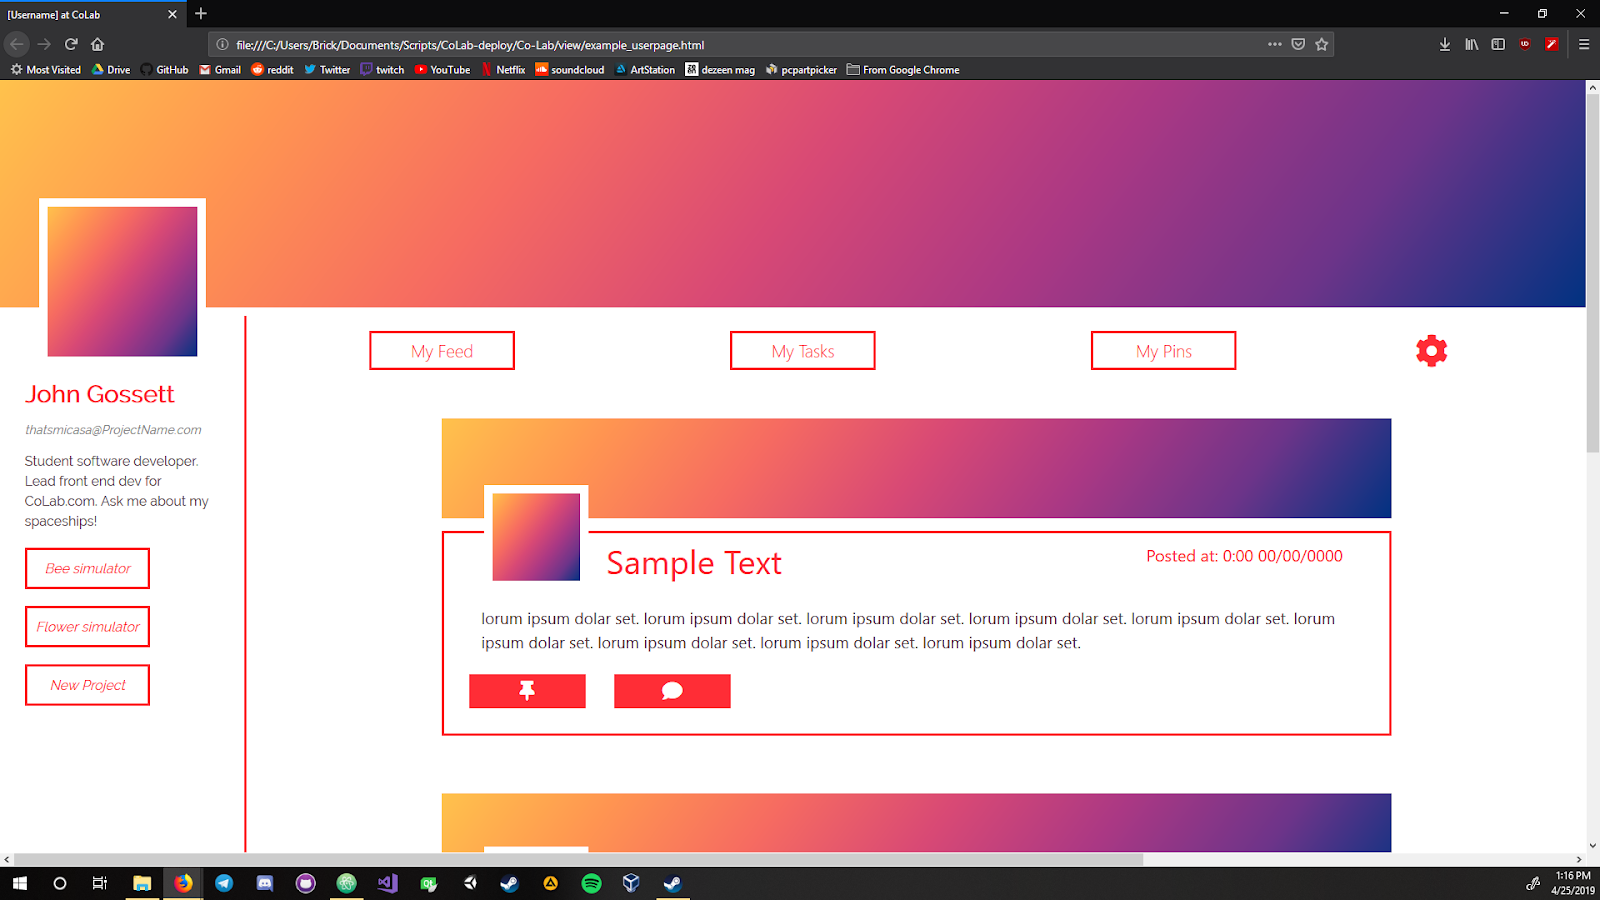 [Username] at CoLab
file:///C:/Users/Brick/Documents/Scripts/CoLab-deploy/Co-Lab/view/example_userpage.html
Most Visited Drive GitHub Gmail reddit Twitter twitch YouTube Netflix soundcloud ArtStation dezeen mag pcpartpicker From Google Chrome
My Feed My Tasks My Pins
John Gossett
thatsmicasa@ProjectName.com
Student software developer.
Lead front end dev for
CoLab.com. Ask me about my
spaceships!
Bee simulator
Flower simulator
New Project
Sample Text
Posted at: 0:00 00/00/0000
lorum ipsum dolar set. lorum ipsum dolar set. lorum ipsum dolar set. lorum ipsum dolar set. lorum ipsum dolar set. lorum
ipsum dolar set. lorum ipsum dolar set. lorum ipsum dolar set. lorum ipsum dolar set.
1:16 PM
4/25/2019